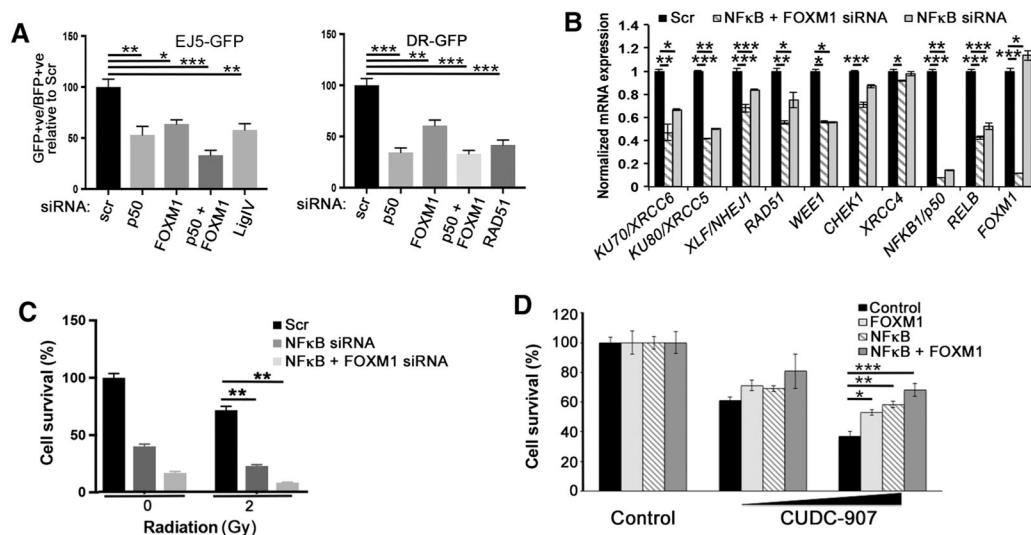 A
EJ5-GFP
DR-GFP
GFP+ve/BFP+ve
relative to Scr
150
100
50
0
**
*
***
**
150
100
50
0
***
**
***
***
siRNA:
scr
p50
FOXM1
p50 +
FOXM1
LigIV
siRNA:
scr
p50
FOXM1
p50 +
FOXM1
RAD51
B
Scr
NFκB + FOXM1 siRNA
NFκB siRNA
Normalized mRNA expression
1.2
1
0.8
0.6
0.4
0.2
0
*
**
**
***
***
***
*
**
*
*
***
*
**
***
***
***
*
***
KU70/XRCC6
KU80/XRCC5
XLF/NHEJ1
RAD51
WEE1
CHEK1
XRCC4
NFKB1/p50
RELB
FOXM1
C
Scr
NFκB siRNA
NFκB + FOXM1 siRNA
Cell survival (%)
150
100
50
0
**
**
0
2
Radiation (Gy)
D
Control
FOXM1
NFκB
NFκB + FOXM1
Cell survival (%)
120
100
80
60
40
20
0
***
**
*
Control
CUDC-907